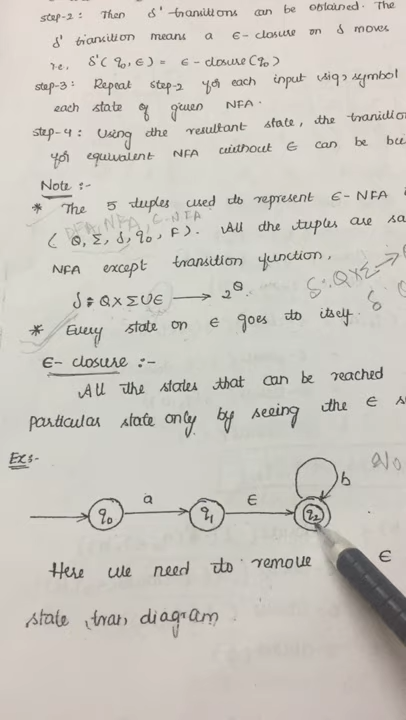 step-2: Then δ' transitions can be obtained. The
δ' transition means a ε-closure on δ moves
i.e, δ'(q₀, ε) = ε-closure(q₀)
step-3: Repeat step-2 for each input symbol
each state of given NFA.
step-4: Using the resultant state, the
for equivalent NFA without ε can be
Note :-
* The 5 tuples used to represent ε-NFA
DFA, NFA, ε-NFA
(Q, Σ, δ, q₀, F). All the tuples are
NFA except transition function.
δ: Q×Σ →
δ : Q × Σ ∪ ε → 2^Q.
δ
* Every state on ε goes to itself.
ε-closure :-
All the states that can be reached
particular state only by seeing the ε
Ex:-
q₀ a q₁ ε q₂ b
Here we need to remove ε
state, tran, diagram.